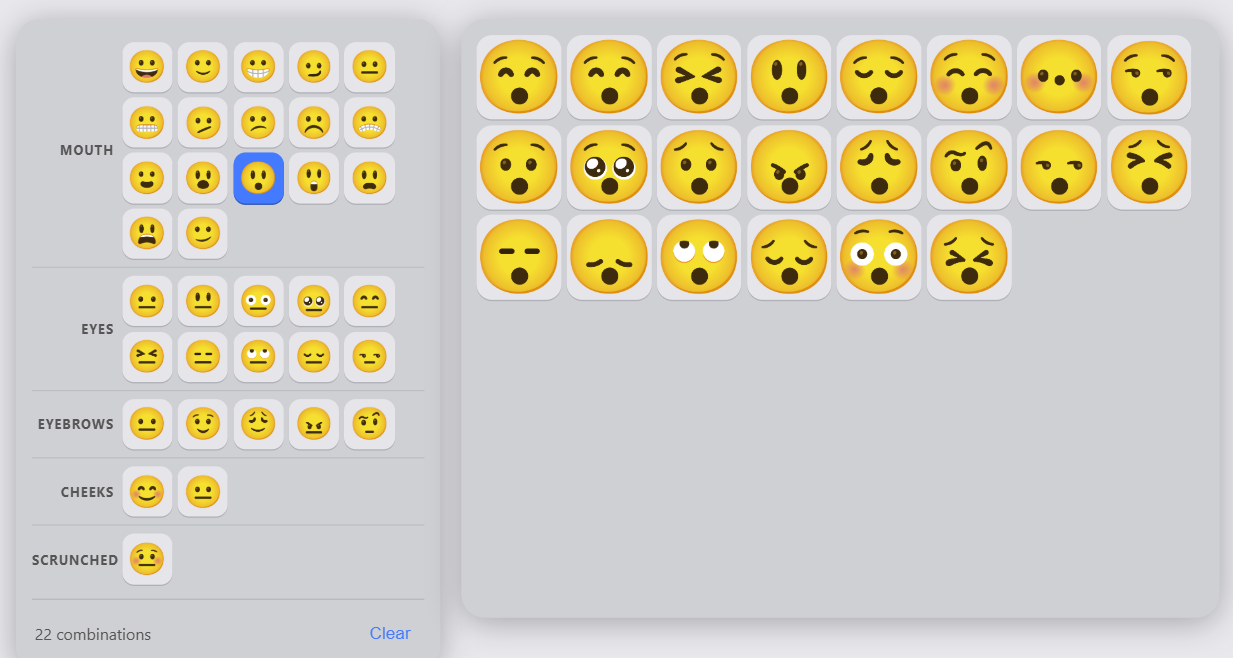 MOUTH
EYES
EYEBROWS
CHEEKS
SCRUNCHED
22 combinations
Clear